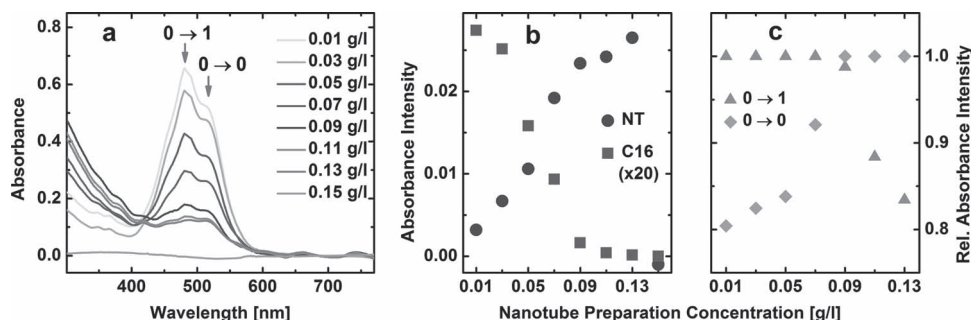 a
0 → 1
0 → 0
0.01 g/l
0.03 g/l
0.05 g/l
0.07 g/l
0.09 g/l
0.11 g/l
0.13 g/l
0.15 g/l
0.8
0.6
0.4
0.2
0.0
Absorbance
400 500 600 700
Wavelength [nm]
b
NT
C16
(x20)
0.02
0.01
0.00
Absorbance Intensity
0.01 0.05 0.09 0.13
c
0 → 1
0 → 0
1.0
0.9
0.8
Rel. Absorbance Intensity
0.01 0.05 0.09 0.13
Nanotube Preparation Concentration [g/l]